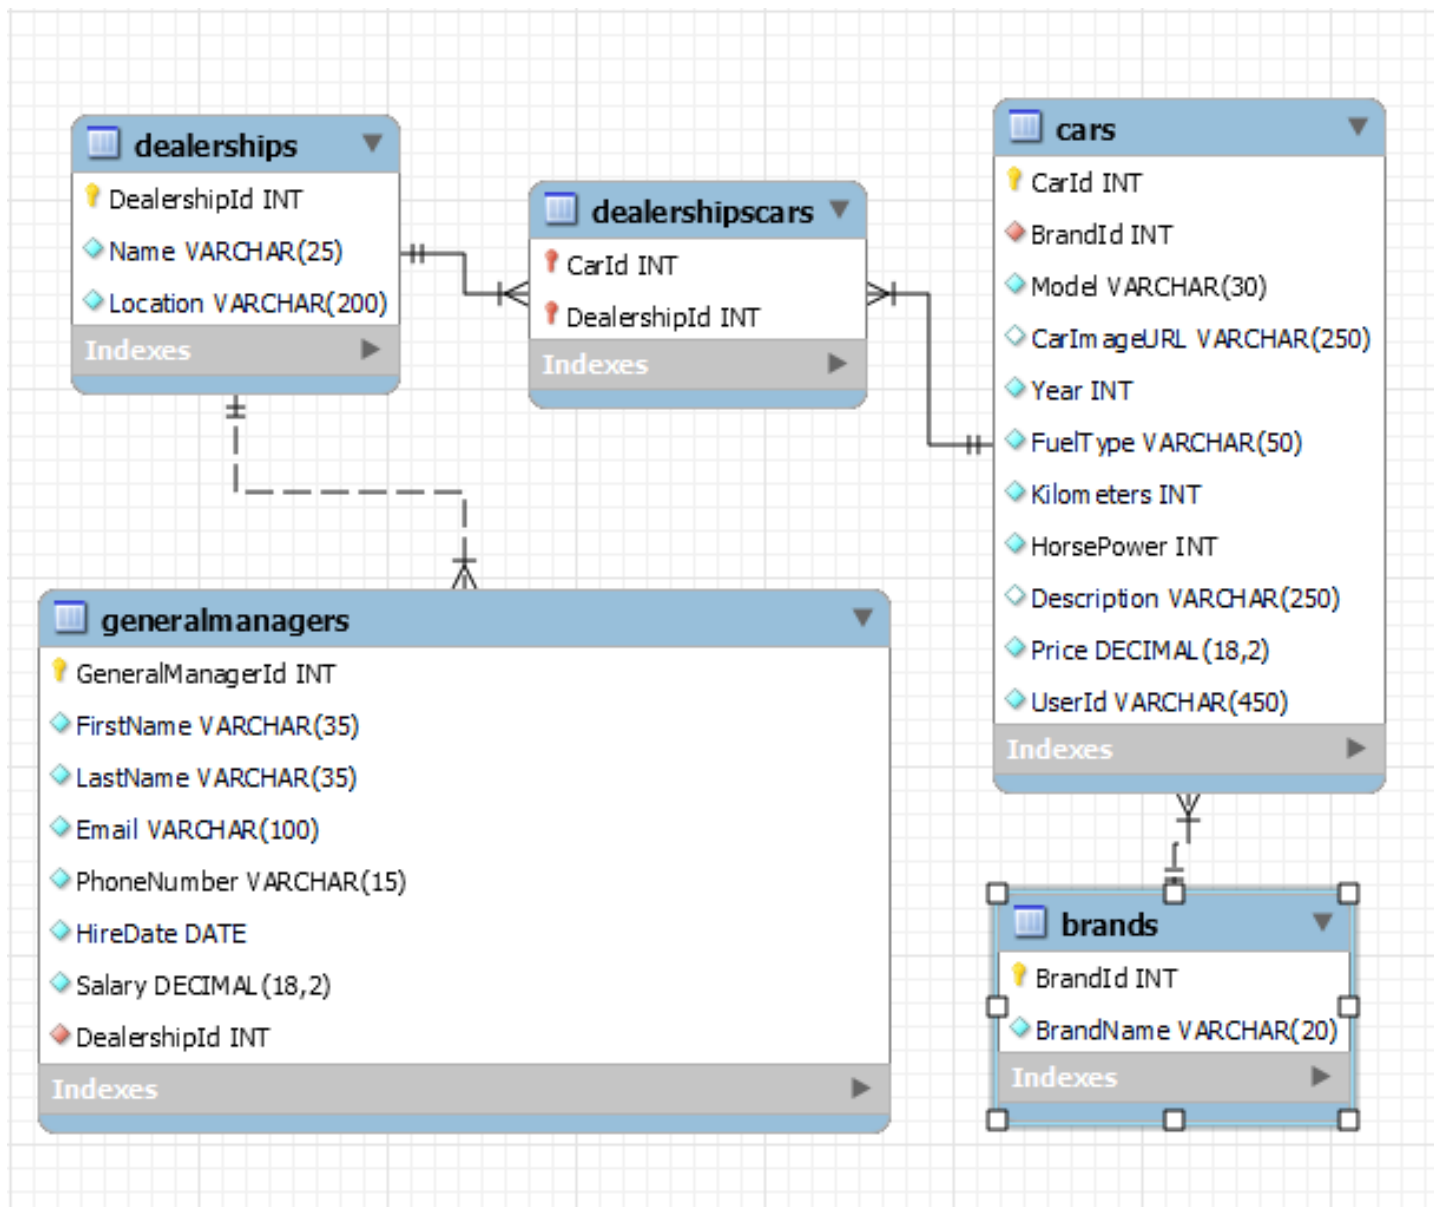 dealerships
DealershipId INT
Name VARCHAR(25)
Location VARCHAR(200)
Indexes
dealershipscars
CarId INT
DealershipId INT
Indexes
cars
CarId INT
BrandId INT
Model VARCHAR(30)
CarImageURL VARCHAR(250)
Year INT
FuelType VARCHAR(50)
Kilometers INT
HorsePower INT
Description VARCHAR(250)
Price DECIMAL(18,2)
UserId VARCHAR(450)
Indexes
generalmanagers
GeneralManagerId INT
FirstName VARCHAR(35)
LastName VARCHAR(35)
Email VARCHAR(100)
PhoneNumber VARCHAR(15)
HireDate DATE
Salary DECIMAL(18,2)
DealershipId INT
Indexes
brands
BrandId INT
BrandName VARCHAR(20)
Indexes